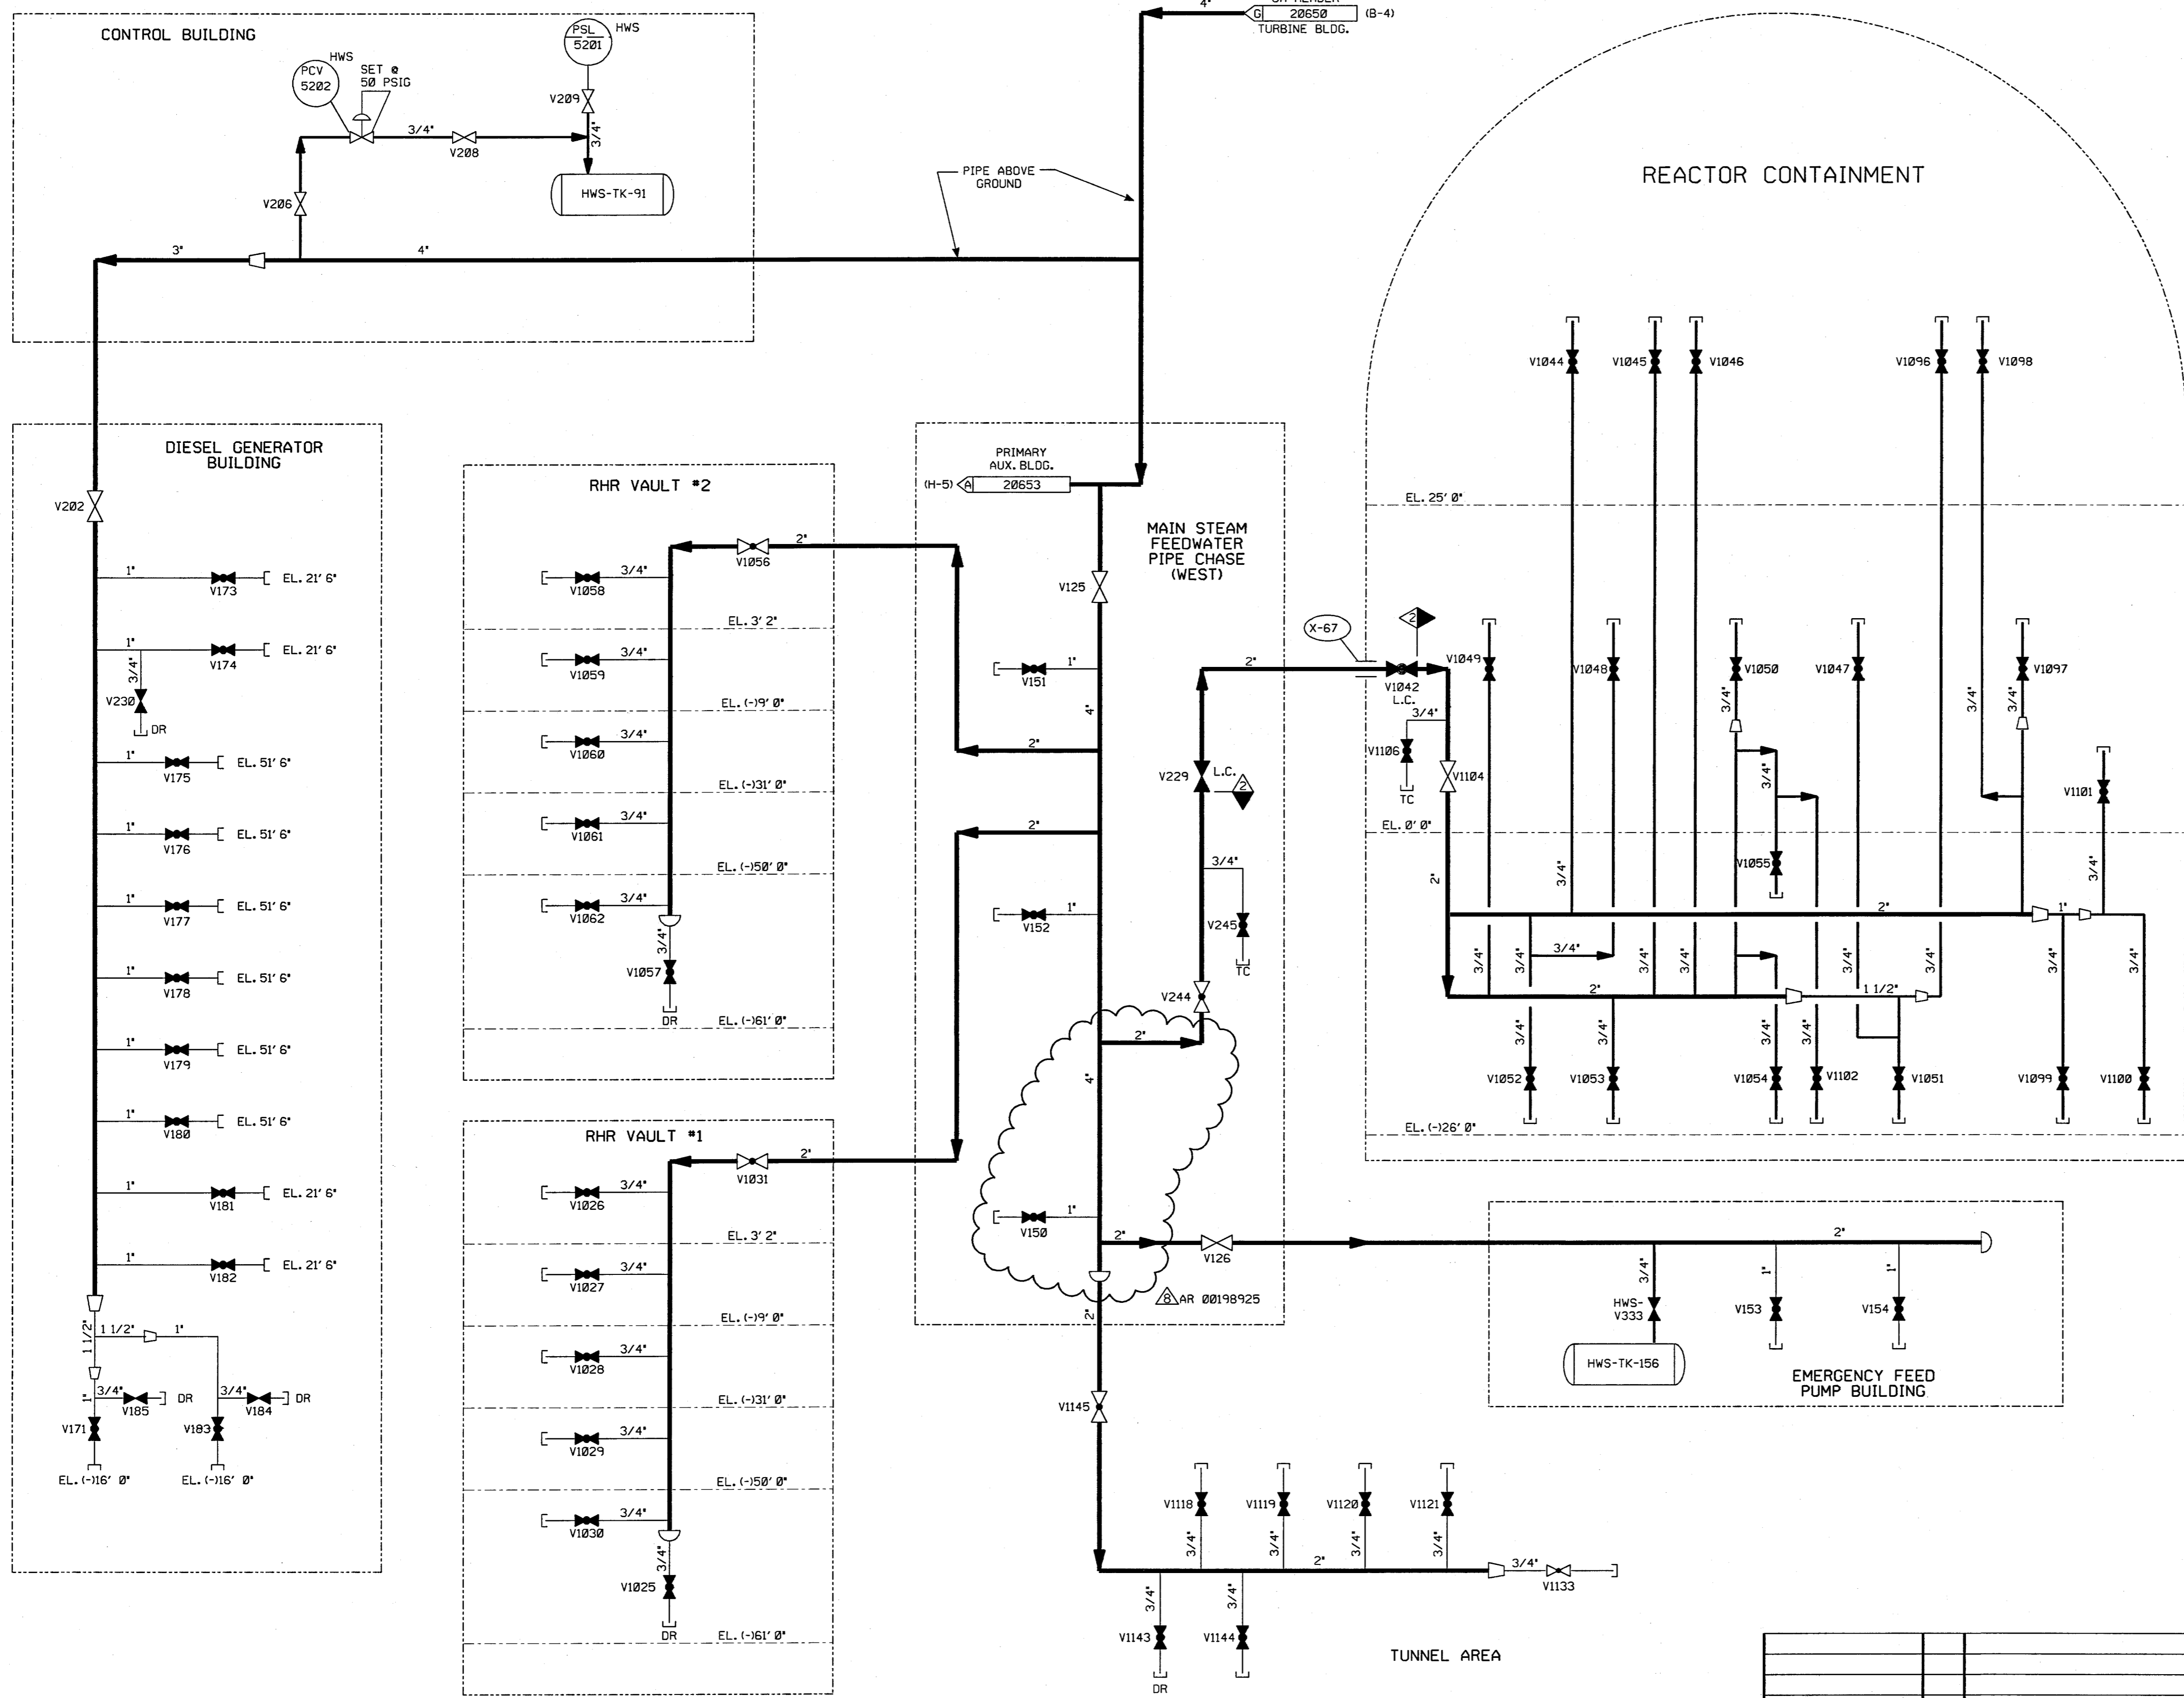 4"
G 20650 (B-4)
TURBINE BLDG.
CONTROL BUILDING
PSL
5201
HWS
PCV
5202
HWS
SET @
50 PSIG
V209
3/4"
3/4"
V208
V206
HWS-TK-91
3"
4"
PIPE ABOVE
GROUND
REACTOR CONTAINMENT
V1044
V1045
V1046
V1096
V1098
EL. 25' 0"
X-67
2
V1049
V1048
V1050
V1047
V1097
2"
V1042
L.C.
3/4"
V1106
TC
V1104
3/4"
3/4"
3/4"
3/4"
V1101
EL. 0' 0"
V1055
2"
3/4"
3/4"
2"
1"
3/4"
3/4"
3/4"
3/4"
3/4"
3/4"
3/4"
3/4"
3/4"
2"
1 1/2"
3/4"
3/4"
3/4"
3/4"
V1052
V1053
V1054
V1102
V1051
V1099
V1100
EL. (-)26' 0"
DIESEL GENERATOR
BUILDING
V202
1"
V173
EL. 21' 6"
1"
V174
EL. 21' 6"
3/4"
V230
DR
1"
V175
EL. 51' 6"
1"
V176
EL. 51' 6"
1"
V177
EL. 51' 6"
1"
V178
EL. 51' 6"
1"
V179
EL. 51' 6"
1"
V180
EL. 51' 6"
1"
V181
EL. 21' 6"
1"
V182
EL. 21' 6"
1 1/2"
1 1/2"
1"
1"
3/4"
V185
DR
3/4"
V184
DR
V171
V183
EL. (-)16' 0"
EL. (-)16' 0"
RHR VAULT #2
2"
V1056
3/4"
V1058
EL. 3' 2"
3/4"
V1059
EL. (-)9' 0"
3/4"
V1060
EL. (-)31' 0"
3/4"
V1061
EL. (-)50' 0"
3/4"
V1062
3/4"
V1057
DR
EL. (-)61' 0"
RHR VAULT #1
2"
V1031
3/4"
V1026
EL. 3' 2"
3/4"
V1027
EL. (-)9' 0"
3/4"
V1028
EL. (-)31' 0"
3/4"
V1029
EL. (-)50' 0"
3/4"
V1030
3/4"
V1025
DR
EL. (-)61' 0"
PRIMARY
AUX. BLDG.
(H-5) A 20653
MAIN STEAM
FEEDWATER
PIPE CHASE
(WEST)
V125
1"
V151
4"
2"
V229
L.C.
2
2"
3/4"
1"
V152
V245
TC
V244
2"
4"
1"
V150
2"
V126
8 AR 00198925
2"
V1145
2"
3/4"
1"
1"
HWS-
V333
V153
V154
HWS-TK-156
EMERGENCY FEED
PUMP BUILDING
V1118
V1119
V1120
V1121
3/4"
3/4"
3/4"
3/4"
2"
3/4"
V1133
3/4"
3/4"
V1143
V1144
DR
TUNNEL AREA